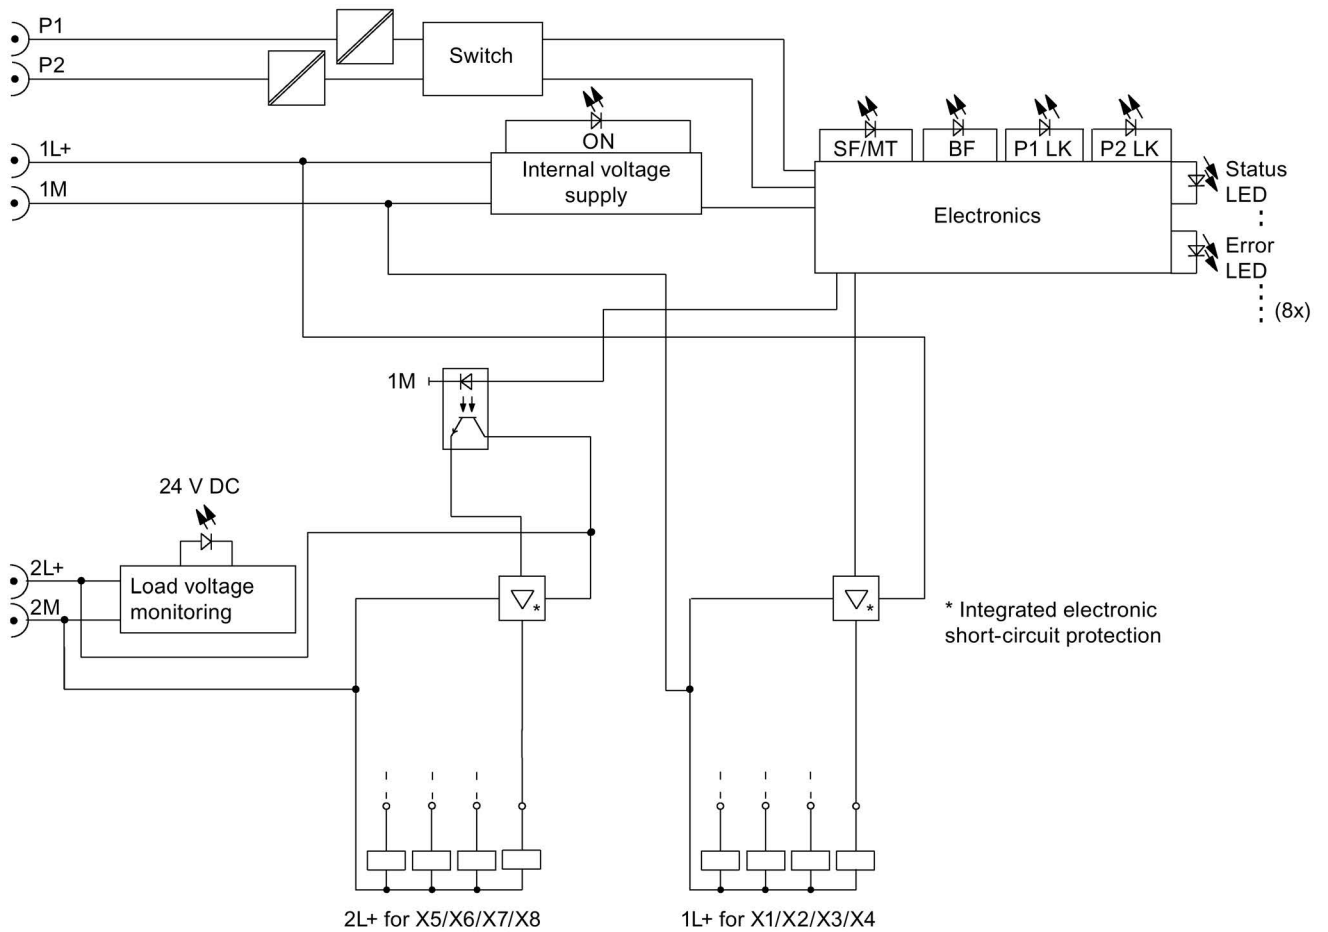 P1
P2
Switch
1L+
1M
ON
Internal voltage
supply
SF/MT BF P1 LK P2 LK
Electronics
Status
LED
Error
LED
(8x)
1M
24 V DC
2L+
2M
Load voltage
monitoring
*
*
* Integrated electronic
short-circuit protection
2L+ for X5/X6/X7/X8
1L+ for X1/X2/X3/X4